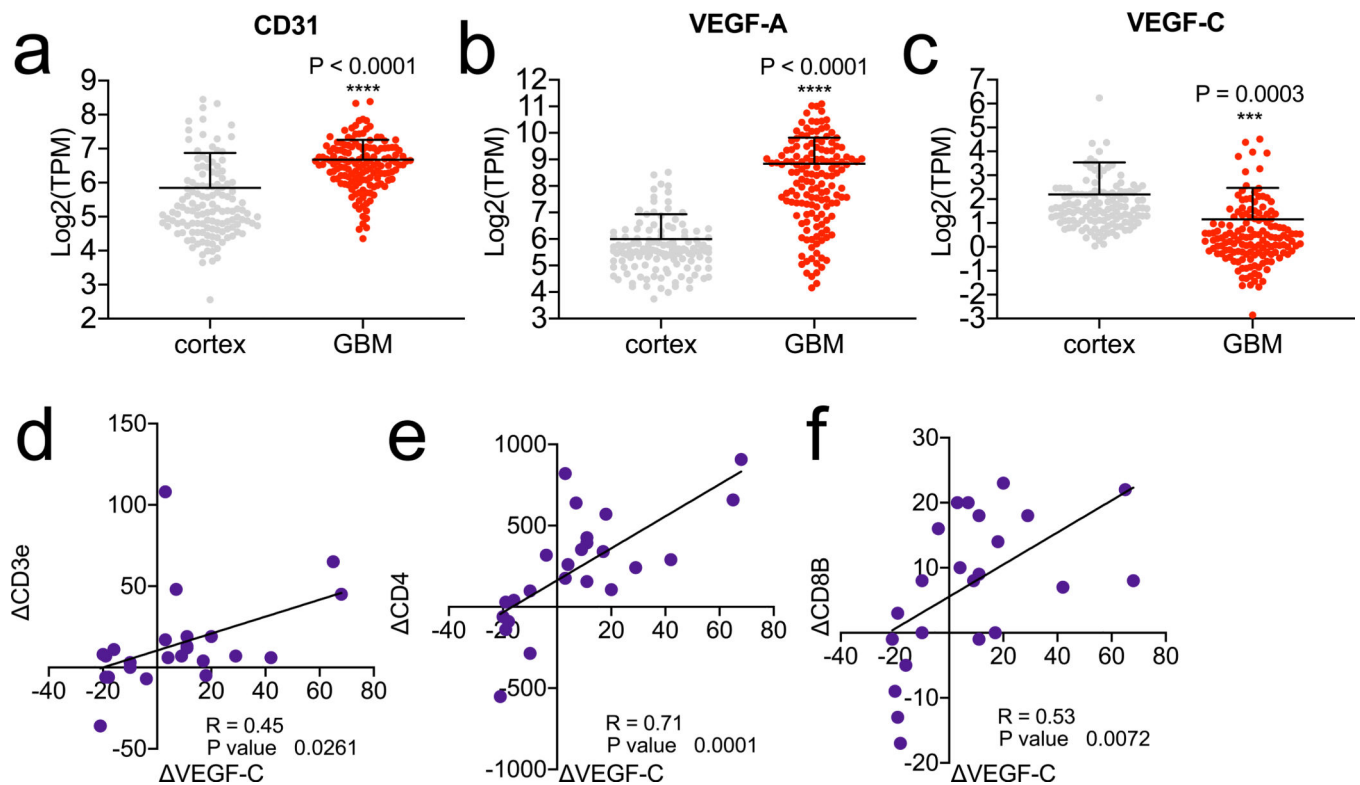 a
CD31
P < 0.0001
****
Log2(TPM)
9
8
7
6
5
4
3
2
cortex
GBM
b
VEGF-A
P < 0.0001
****
Log2(TPM)
12
11
10
9
8
7
6
5
4
3
cortex
GBM
c
VEGF-C
P = 0.0003
***
Log2(TPM)
7
6
5
4
3
2
1
0
-1
-2
-3
cortex
GBM
d
ΔCD3e
150
100
50
-50
-40
-20
0
20
40
60
80
R = 0.45
P value 0.0261
ΔVEGF-C
e
ΔCD4
1000
500
-500
-1000
-40
-20
0
20
40
60
80
R = 0.71
P value 0.0001
ΔVEGF-C
f
ΔCD8B
30
20
10
-10
-20
-40
-20
0
20
40
60
80
R = 0.53
P value 0.0072
ΔVEGF-C